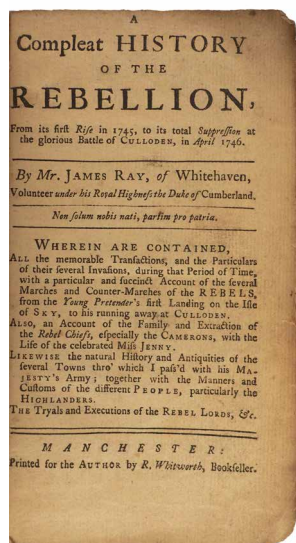 A
Compleat HISTORY
OF THE
REBELLION,
From its first Rise in 1745, to its total Suppression at
the glorious Battle of CULLODEN, in April 1746.
By Mr. JAMES RAY, of Whitehaven,
Volunteer under his Royal Highness the Duke of Cumberland.
Non solum nobis nati, partim pro patria.
WHEREIN ARE CONTAINED,
ALL the memorable Transactions, and the Particulars
of their several Invasions, during that Period of Time,
with a particular and succinct Account of the several
Marches and Counter-Marches of the REBELS,
from the Young Pretender's first Landing on the Isle
of SKY, to his running away at CULLODEN.
ALSO, an Account of the Family and Extraction of
the Rebel Chiefs, especially the CAMERONS, with the
Life of the celebrated Miss JENNY.
LIKEWISE the natural History and Antiquities of the
several Towns thro' which I pass'd with his MA-
JESTY's Army; together with the Manners and
Customs of the different PEOPLE, particularly the
HIGHLANDERS.
The Tryals and Executions of the REBEL LORDS, &c.
MANCHESTER:
Printed for the AUTHOR by R. Whitworth, Bookseller.